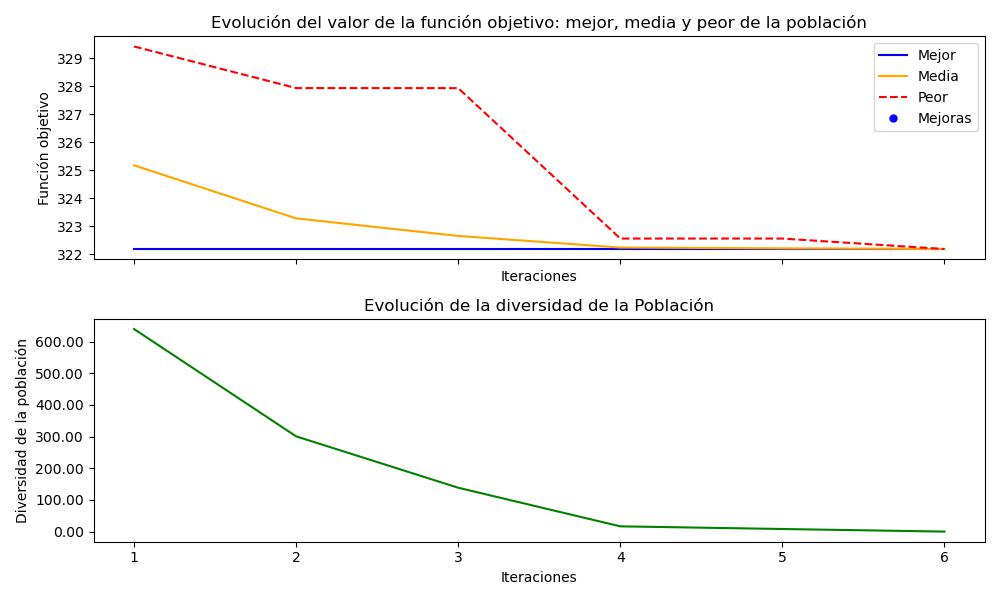 Evolución del valor de la función objetivo: mejor, media y peor de la población
Función objetivo
329
328
327
326
325
324
323
322
Mejor
Media
Peor
Mejoras
Iteraciones
Evolución de la diversidad de la Población
Diversidad de la población
600.00
500.00
400.00
300.00
200.00
100.00
0.00
1 2 3 4 5 6
Iteraciones